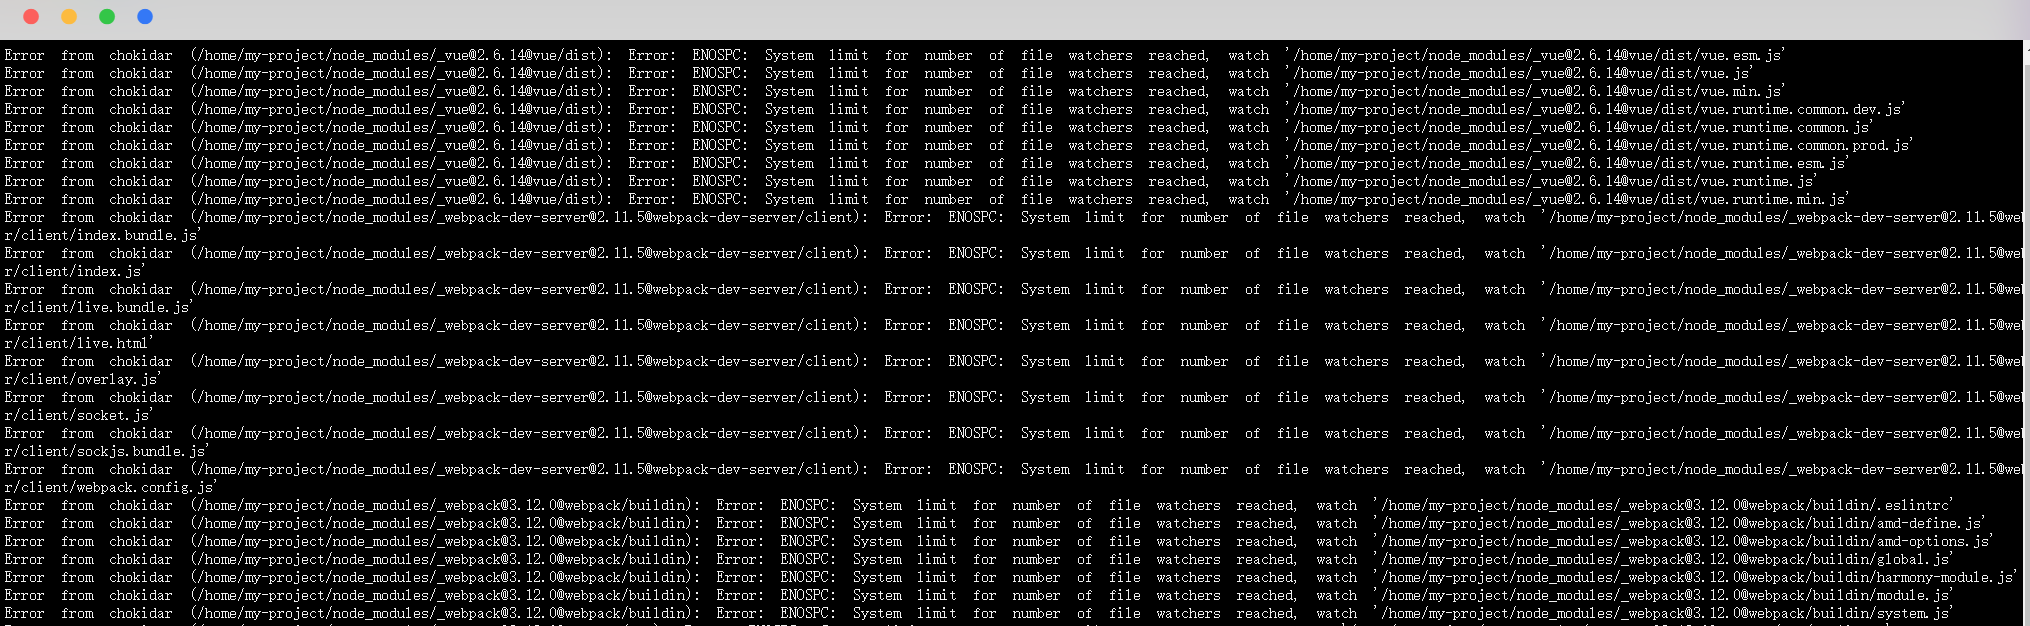 Error from chokidar (/home/my-project/node_modules/_vue@2.6.14@vue/dist): Error: ENOSPC: System limit for number of file watchers reached, watch '/home/my-project/node_modules/_vue@2.6.14@vue/dist/vue.esm.js'
Error from chokidar (/home/my-project/node_modules/_vue@2.6.14@vue/dist): Error: ENOSPC: System limit for number of file watchers reached, watch '/home/my-project/node_modules/_vue@2.6.14@vue/dist/vue.js'
Error from chokidar (/home/my-project/node_modules/_vue@2.6.14@vue/dist): Error: ENOSPC: System limit for number of file watchers reached, watch '/home/my-project/node_modules/_vue@2.6.14@vue/dist/vue.min.js'
Error from chokidar (/home/my-project/node_modules/_vue@2.6.14@vue/dist): Error: ENOSPC: System limit for number of file watchers reached, watch '/home/my-project/node_modules/_vue@2.6.14@vue/dist/vue.runtime.common.dev.js'
Error from chokidar (/home/my-project/node_modules/_vue@2.6.14@vue/dist): Error: ENOSPC: System limit for number of file watchers reached, watch '/home/my-project/node_modules/_vue@2.6.14@vue/dist/vue.runtime.common.js'
Error from chokidar (/home/my-project/node_modules/_vue@2.6.14@vue/dist): Error: ENOSPC: System limit for number of file watchers reached, watch '/home/my-project/node_modules/_vue@2.6.14@vue/dist/vue.runtime.common.prod.js'
Error from chokidar (/home/my-project/node_modules/_vue@2.6.14@vue/dist): Error: ENOSPC: System limit for number of file watchers reached, watch '/home/my-project/node_modules/_vue@2.6.14@vue/dist/vue.runtime.esm.js'
Error from chokidar (/home/my-project/node_modules/_vue@2.6.14@vue/dist): Error: ENOSPC: System limit for number of file watchers reached, watch '/home/my-project/node_modules/_vue@2.6.14@vue/dist/vue.runtime.js'
Error from chokidar (/home/my-project/node_modules/_vue@2.6.14@vue/dist): Error: ENOSPC: System limit for number of file watchers reached, watch '/home/my-project/node_modules/_vue@2.6.14@vue/dist/vue.runtime.min.js'
Error from chokidar (/home/my-project/node_modules/_webpack-dev-server@2.11.5@webpack-dev-server/client): Error: ENOSPC: System limit for number of file watchers reached, watch '/home/my-project/node_modules/_webpack-dev-server@2.11.5@we
r/client/index.bundle.js'
Error from chokidar (/home/my-project/node_modules/_webpack-dev-server@2.11.5@webpack-dev-server/client): Error: ENOSPC: System limit for number of file watchers reached, watch '/home/my-project/node_modules/_webpack-dev-server@2.11.5@we
r/client/index.js'
Error from chokidar (/home/my-project/node_modules/_webpack-dev-server@2.11.5@webpack-dev-server/client): Error: ENOSPC: System limit for number of file watchers reached, watch '/home/my-project/node_modules/_webpack-dev-server@2.11.5@we
r/client/live.bundle.js'
Error from chokidar (/home/my-project/node_modules/_webpack-dev-server@2.11.5@webpack-dev-server/client): Error: ENOSPC: System limit for number of file watchers reached, watch '/home/my-project/node_modules/_webpack-dev-server@2.11.5@we
r/client/live.html'
Error from chokidar (/home/my-project/node_modules/_webpack-dev-server@2.11.5@webpack-dev-server/client): Error: ENOSPC: System limit for number of file watchers reached, watch '/home/my-project/node_modules/_webpack-dev-server@2.11.5@we
r/client/overlay.js'
Error from chokidar (/home/my-project/node_modules/_webpack-dev-server@2.11.5@webpack-dev-server/client): Error: ENOSPC: System limit for number of file watchers reached, watch '/home/my-project/node_modules/_webpack-dev-server@2.11.5@we
r/client/socket.js'
Error from chokidar (/home/my-project/node_modules/_webpack-dev-server@2.11.5@webpack-dev-server/client): Error: ENOSPC: System limit for number of file watchers reached, watch '/home/my-project/node_modules/_webpack-dev-server@2.11.5@we
r/client/sockjs.bundle.js'
Error from chokidar (/home/my-project/node_modules/_webpack-dev-server@2.11.5@webpack-dev-server/client): Error: ENOSPC: System limit for number of file watchers reached, watch '/home/my-project/node_modules/_webpack-dev-server@2.11.5@we
r/client/webpack.config.js'
Error from chokidar (/home/my-project/node_modules/_webpack@3.12.0@webpack/buildin): Error: ENOSPC: System limit for number of file watchers reached, watch '/home/my-project/node_modules/_webpack@3.12.0@webpack/buildin/.eslintrc'
Error from chokidar (/home/my-project/node_modules/_webpack@3.12.0@webpack/buildin): Error: ENOSPC: System limit for number of file watchers reached, watch '/home/my-project/node_modules/_webpack@3.12.0@webpack/buildin/amd-define.js'
Error from chokidar (/home/my-project/node_modules/_webpack@3.12.0@webpack/buildin): Error: ENOSPC: System limit for number of file watchers reached, watch '/home/my-project/node_modules/_webpack@3.12.0@webpack/buildin/amd-options.js'
Error from chokidar (/home/my-project/node_modules/_webpack@3.12.0@webpack/buildin): Error: ENOSPC: System limit for number of file watchers reached, watch '/home/my-project/node_modules/_webpack@3.12.0@webpack/buildin/global.js'
Error from chokidar (/home/my-project/node_modules/_webpack@3.12.0@webpack/buildin): Error: ENOSPC: System limit for number of file watchers reached, watch '/home/my-project/node_modules/_webpack@3.12.0@webpack/buildin/harmony-module.js'
Error from chokidar (/home/my-project/node_modules/_webpack@3.12.0@webpack/buildin): Error: ENOSPC: System limit for number of file watchers reached, watch '/home/my-project/node_modules/_webpack@3.12.0@webpack/buildin/module.js'
Error from chokidar (/home/my-project/node_modules/_webpack@3.12.0@webpack/buildin): Error: ENOSPC: System limit for number of file watchers reached, watch '/home/my-project/node_modules/_webpack@3.12.0@webpack/buildin/system.js'